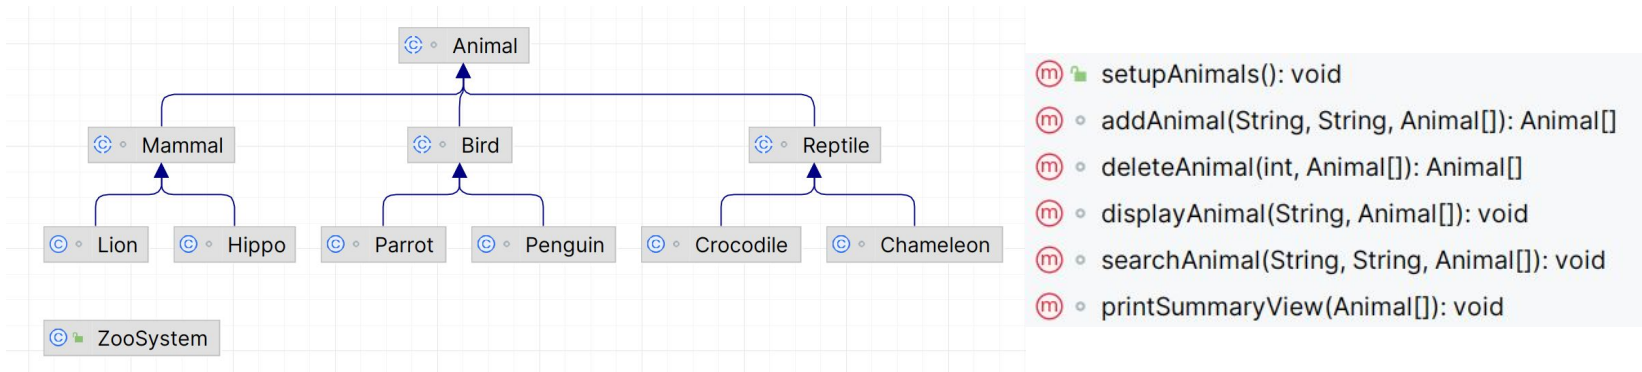 Animal
Mammal
Bird
Reptile
Lion
Hippo
Parrot
Penguin
Crocodile
Chameleon
ZooSystem
setupAnimals(): void
addAnimal(String, String, Animal[]): Animal[]
deleteAnimal(int, Animal[]): Animal[]
displayAnimal(String, Animal[]): void
searchAnimal(String, String, Animal[]): void
printSummaryView(Animal[]): void